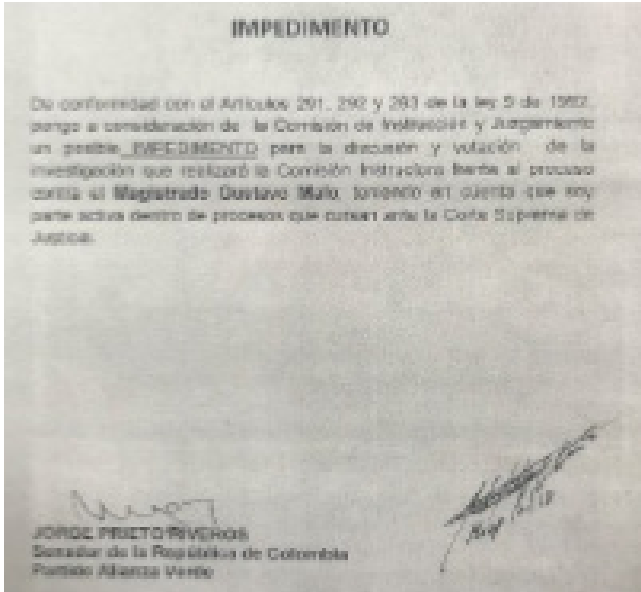 IMPEDIMENTO
De conformidad con el Artículos 291, 292 y 293 de la ley 5 de 1992,
pongo a consideración de la Comisión de Instrucción y Juzgamiento
un posible IMPEDIMENTO para la discusión y votación de la
investigación que realizará la Comisión Instructora frente al proceso
contra el Magistrado Gustavo Malo, teniendo en cuenta que soy
parte activa dentro de procesos que cursan ante la Corte Suprema de
Justicia.
JORGE PRIETO RIVEROS
Senador de la República de Colombia
Partido Alianza Verde